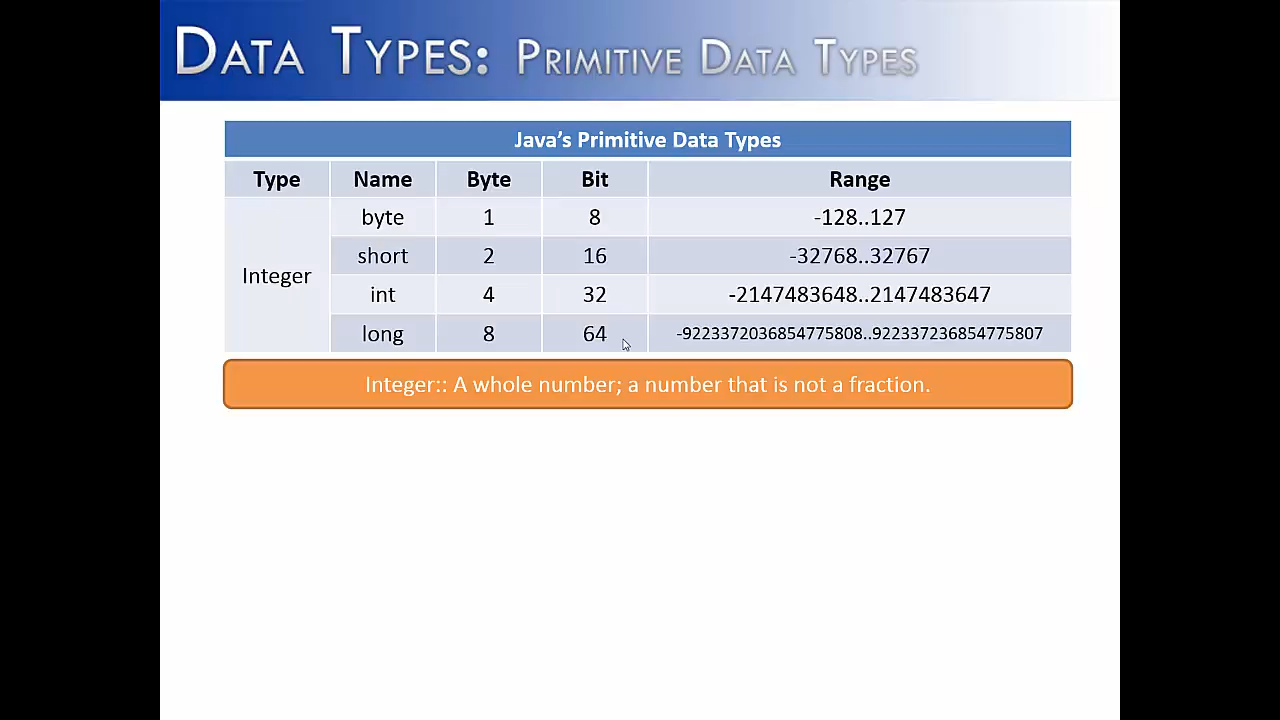 DATA TYPES: PRIMITIVE DATA TYPES
Java's Primitive Data Types
Type Name Byte Bit Range
byte 1 8 -128..127
short 2 16 -32768..32767
Integer
int 4 32 -2147483648..2147483647
long 8 64 -9223372036854775808..922337236854775807
Integer:: A whole number; a number that is not a fraction.